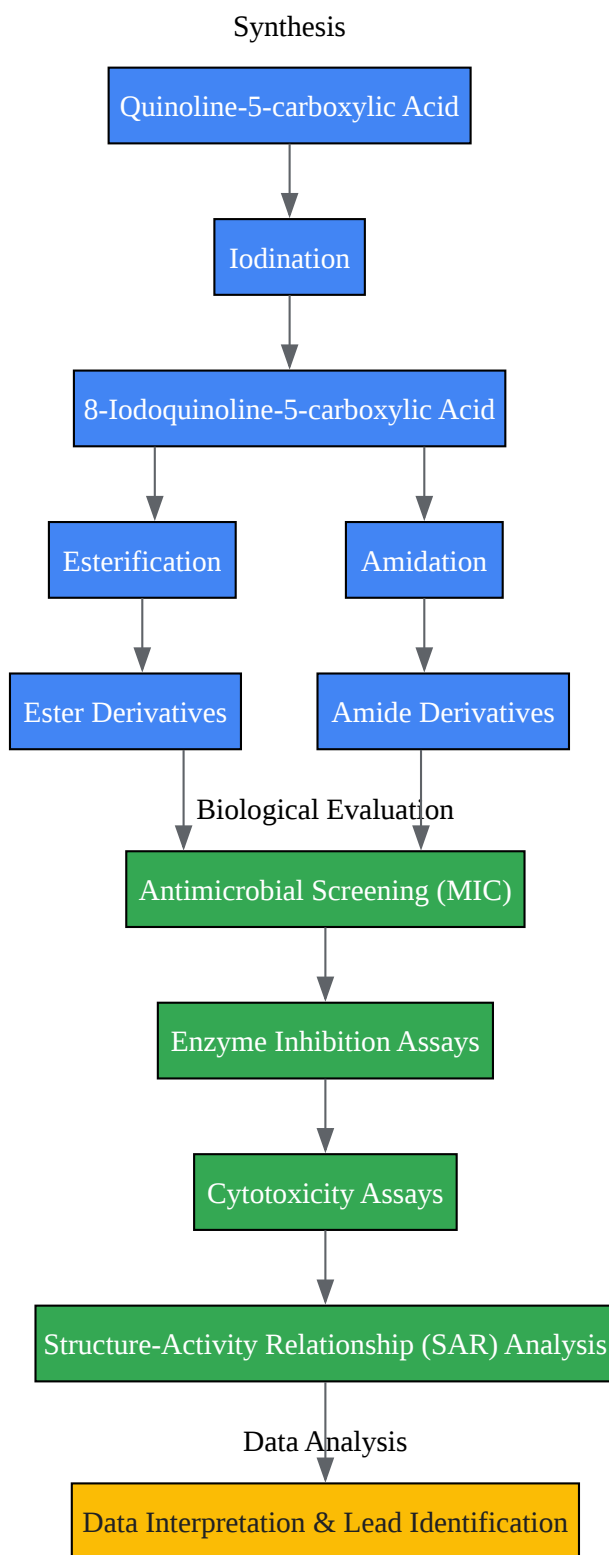 Synthesis
Quinoline-5-carboxylic Acid
Iodination
8-Iodoquinoline-5-carboxylic Acid
Esterification
Amidation
Ester Derivatives
Amide Derivatives
Biological Evaluation
Antimicrobial Screening (MIC)
Enzyme Inhibition Assays
Cytotoxicity Assays
Structure-Activity Relationship (SAR) Analysis
Data Analysis
Data Interpretation & Lead Identification